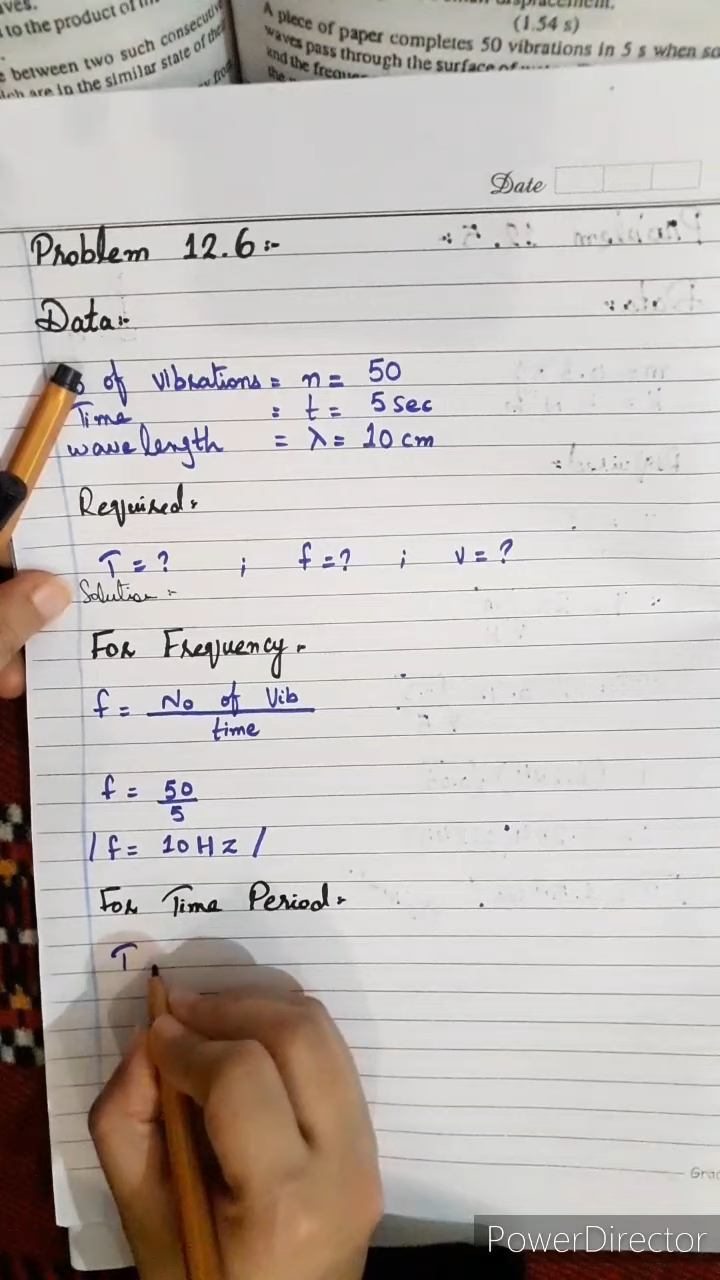 ves.
to the product of
e between two such consecutive
are in the similar state of their
(1.54 s)
A piece of paper completes 50 vibrations in 5 s when
waves pass through the surface of
and the
Date
Problem 12.6:-
Data:-
of vibrations = n = 50
Time = t = 5 sec
wavelength = λ = 10 cm
Required:
T = ? ; f = ? ; v = ?
Solution:-
For Frequency:
f = No of Vib / time
f = 50 / 5
/ f = 10 Hz /
For Time Period:
T
PowerDirector